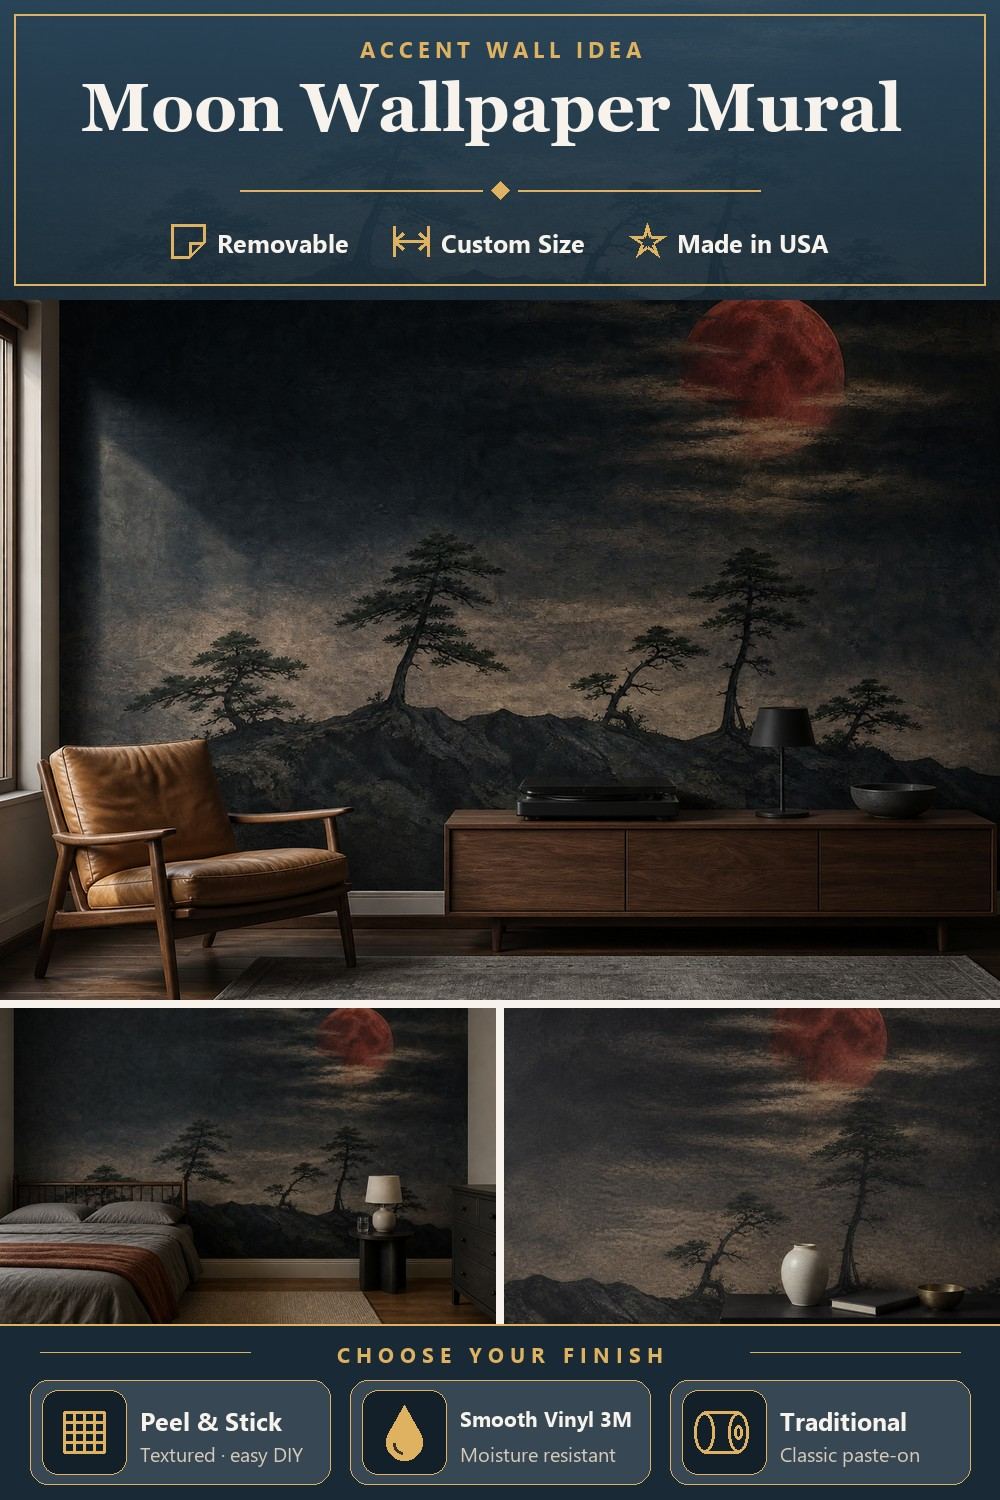 ACCENT WALL IDEA
Moon Wallpaper Mural
Removable
Custom Size
Made in USA
CHOOSE YOUR FINISH
Peel & Stick
Textured · easy DIY
Smooth Vinyl 3M
Moisture resistant
Traditional
Classic paste-on